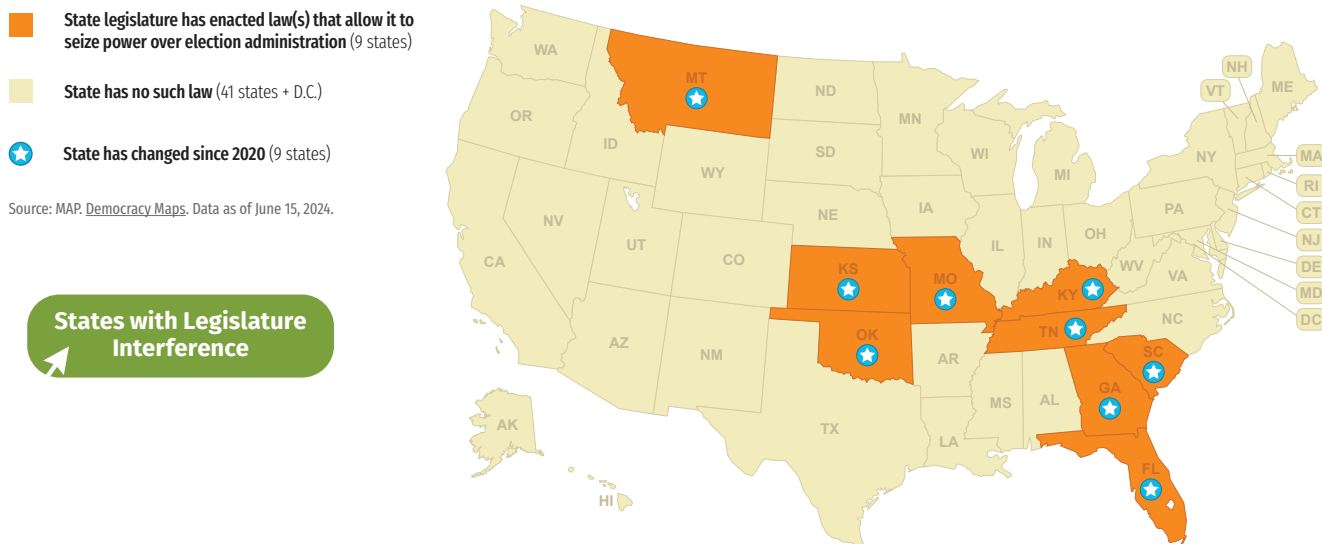 State legislature has enacted law(s) that allow it to
seize power over election administration (9 states)
State has no such law (41 states + D.C.)
State has changed since 2020 (9 states)
Source: MAP. Democracy Maps. Data as of June 15, 2024.
States with Legislature
Interference
WA
MT
ND
MN
NH
VT
ME
OR
ID
SD
WI
MI
NY
MA
WY
RI
NE
IA
PA
CT
NV
UT
CO
IL
IN
OH
NJ
CA
KS
MO
WV
VA
DE
KY
MD
NC
DC
AZ
NM
OK
AR
TN
SC
GA
MS
AL
AK
TX
LA
FL
HI